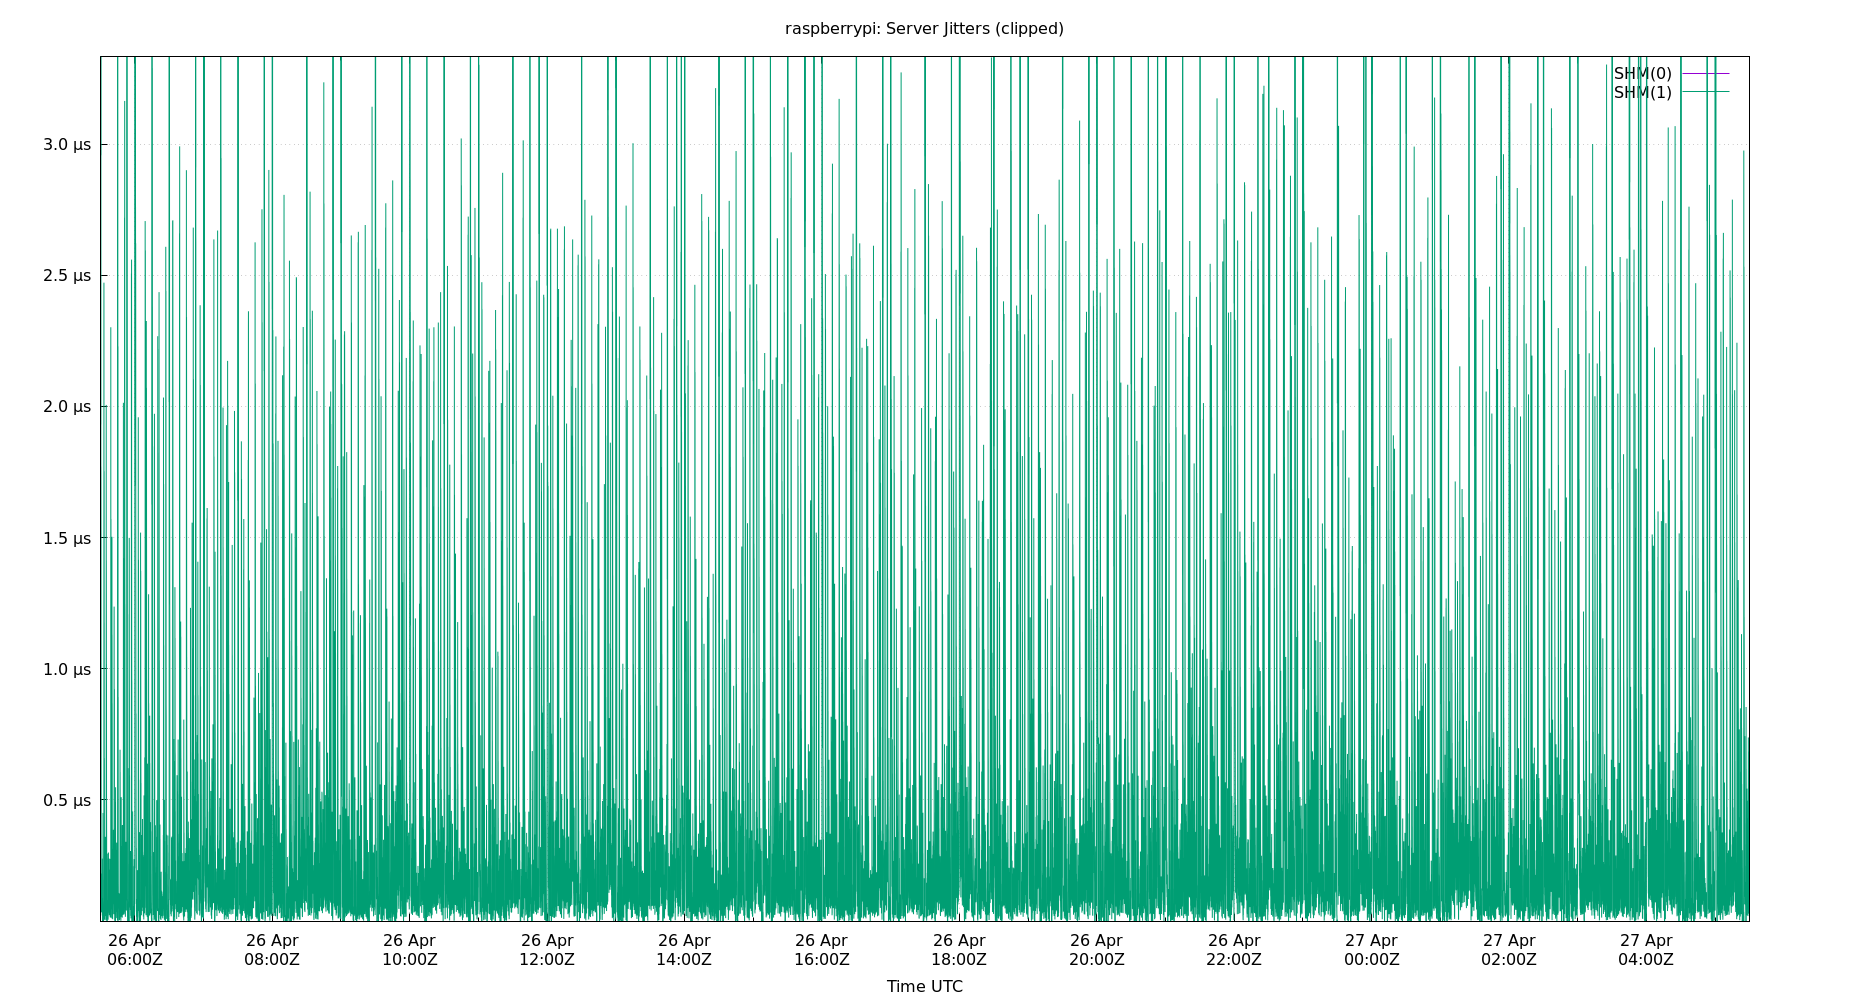 raspberrypi: Server Jitters (clipped)
SHM(0)
SHM(1)
3.0 µs
2.5 µs
2.0 µs
1.5 µs
1.0 µs
0.5 µs
26 Apr 26 Apr 26 Apr 26 Apr 26 Apr 26 Apr 26 Apr 26 Apr 26 Apr 27 Apr 27 Apr 27 Apr
06:00Z 08:00Z 10:00Z 12:00Z 14:00Z 16:00Z 18:00Z 20:00Z 22:00Z 00:00Z 02:00Z 04:00Z
Time UTC